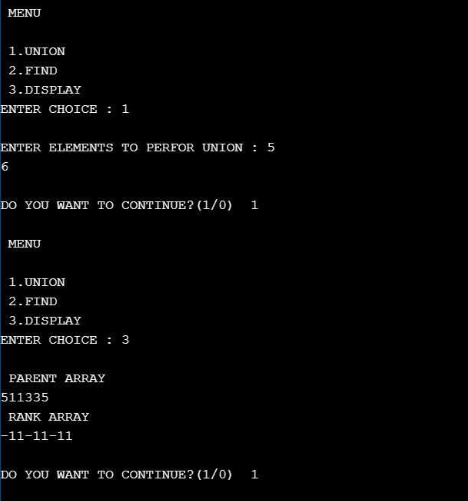 MENU
1.UNION
2.FIND
3.DISPLAY
ENTER CHOICE : 1
ENTER ELEMENTS TO PERFOR UNION : 5
6
DO YOU WANT TO CONTINUE?(1/0)  1
MENU
1.UNION
2.FIND
3.DISPLAY
ENTER CHOICE : 3
PARENT ARRAY
511335
RANK ARRAY
-11-11-11
DO YOU WANT TO CONTINUE?(1/0)  1